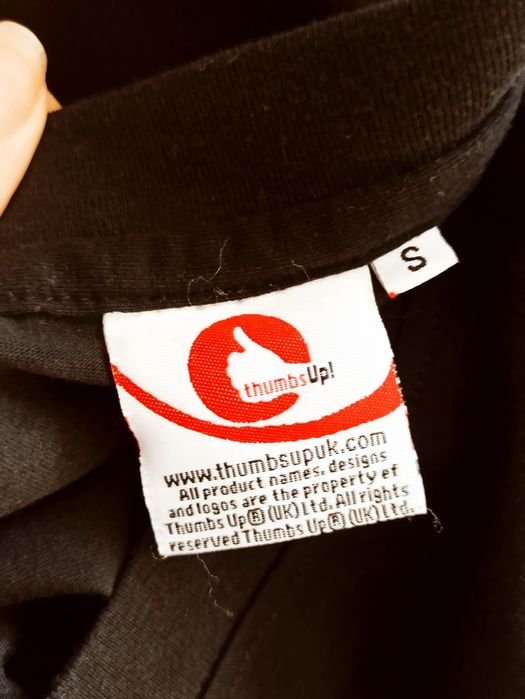 S
thumbsUp!
www.thumbsupuk.com
All product names, designs
and logos are the property of
Thumbs Up® (UK) Ltd. All rights
reserved Thumbs Up® (UK) Ltd.